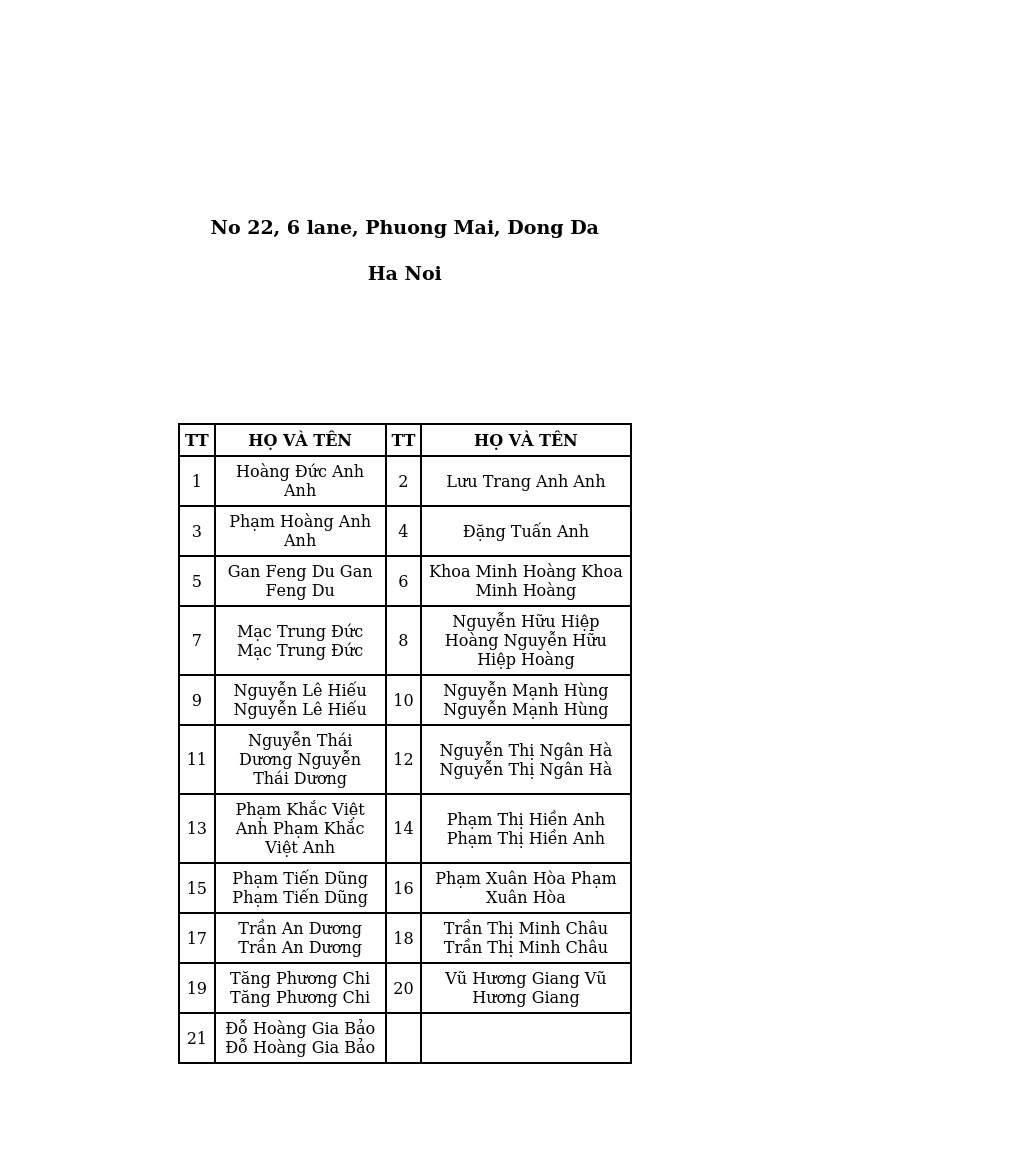 No 22, 6 lane, Phuong Mai, Dong Da
Ha Noi
TT HỌ VÀ TÊN TT HỌ VÀ TÊN
1 Hoàng Đức Anh
Anh
2 Lưu Trang Anh Anh
3 Phạm Hoàng Anh
Anh
4 Đặng Tuấn Anh
5 Gan Feng Du Gan
Feng Du
6 Khoa Minh Hoàng Khoa
Minh Hoàng
7 Mạc Trung Đức
Mạc Trung Đức
8 Nguyễn Hữu Hiệp
Hoàng Nguyễn Hữu
Hiệp Hoàng
9 Nguyễn Lê Hiếu
Nguyễn Lê Hiếu
10 Nguyễn Mạnh Hùng
Nguyễn Mạnh Hùng
11 Nguyễn Thái
Dương Nguyễn
Thái Dương
12 Nguyễn Thị Ngân Hà
Nguyễn Thị Ngân Hà
13 Phạm Khắc Việt
Anh Phạm Khắc
Việt Anh
14 Phạm Thị Hiền Anh
Phạm Thị Hiền Anh
15 Phạm Tiến Dũng
Phạm Tiến Dũng
16 Phạm Xuân Hòa Phạm
Xuân Hòa
17 Trần An Dương
Trần An Dương
18 Trần Thị Minh Châu
Trần Thị Minh Châu
19 Tăng Phương Chi
Tăng Phương Chi
20 Vũ Hương Giang Vũ
Hương Giang
21 Đỗ Hoàng Gia Bảo
Đỗ Hoàng Gia Bảo